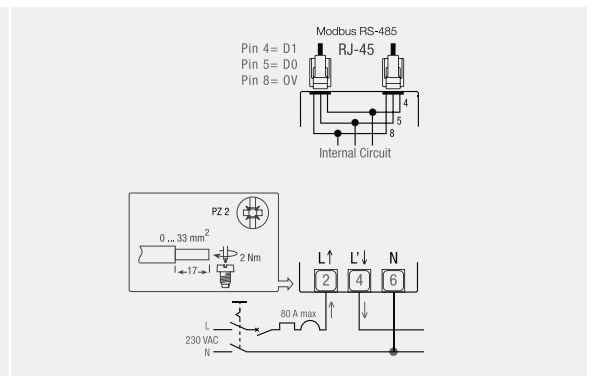 Modbus RS-485
Pin 4= D1
RJ-45
Pin 5= D0
Pin 8= 0V
4
5
8
Internal Circuit
PZ 2
0 ... 33 mm2
2 Nm
17
L↑ L'↓ N
2 4 6
80 A max
L
230 VAC
N